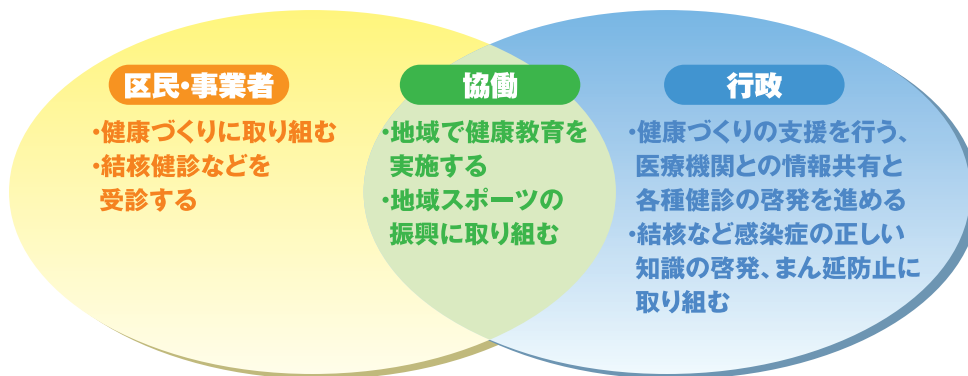 区民・事業者
・健康づくりに取り組む
・結核健診などを
受診する
協働
・地域で健康教育を
実施する
・地域スポーツの
振興に取り組む
行政
・健康づくりの支援を行う、
医療機関との情報共有と
各種健診の啓発を進める
・結核など感染症の正しい
知識の啓発、まん延防止に
取り組む